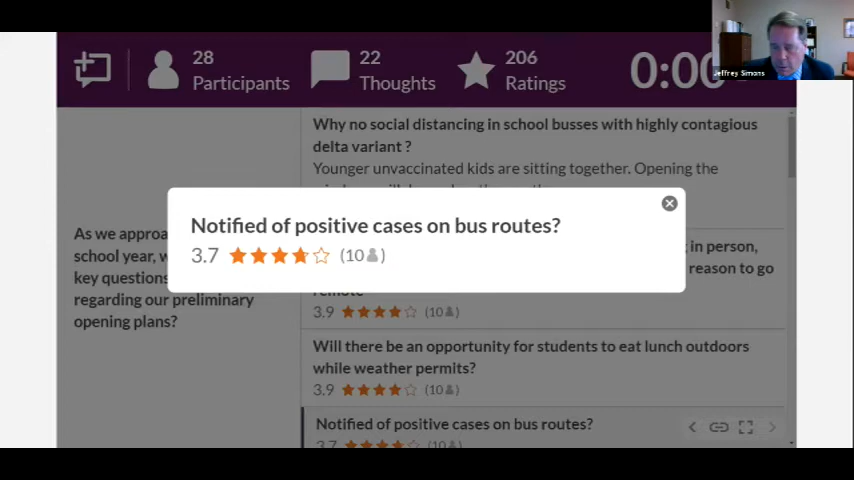 28
Participants
22
Thoughts
206
Ratings
0:00
Jeffrey Simons
Why no social distancing in school busses with highly contagious
delta variant ?
Younger unvaccinated kids are sitting together. Opening the
Notified of positive cases on bus routes?
3.7 (10)
As we approa
school year, w
key questions
regarding our preliminary
opening plans?
in person,
reason to go
remote
3.9 (10)
Will there be an opportunity for students to eat lunch outdoors
while weather permits?
3.9 (10)
Notified of positive cases on bus routes?
3.7 (10)